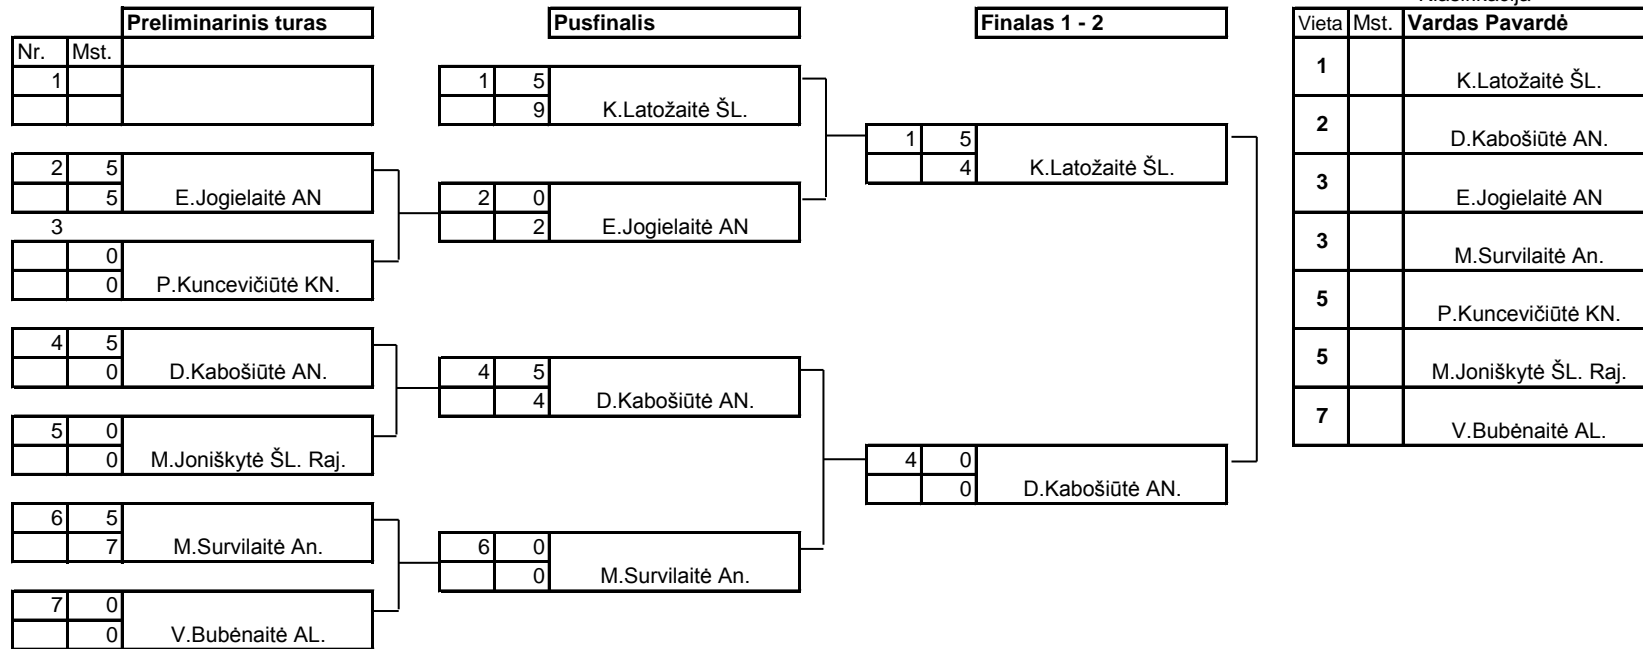 Klasifikacija
Preliminarinis turas Pusfinalis Finalas 1 - 2 Vieta Mst. Vardas Pavardė
Nr. Mst.
1
1 5
9 K.Latožaitė ŠL.
1 K.Latožaitė ŠL.
2 D.Kabošiūtė AN.
1 5
4 K.Latožaitė ŠL.
2 5
5 E.Jogielaitė AN
2 0
2 E.Jogielaitė AN
3 E.Jogielaitė AN
3
0
0 P.Kuncevičiūtė KN.
3 M.Survilaitė An.
5 P.Kuncevičiūtė KN.
4 5
0 D.Kabošiūtė AN.
4 5
4 D.Kabošiūtė AN.
5 M.Joniškytė ŠL. Raj.
7 V.Bubėnaitė AL.
5 0
0 M.Joniškytė ŠL. Raj.
4 0
0 D.Kabošiūtė AN.
6 5
7 M.Survilaitė An.
6 0
0 M.Survilaitė An.
7 0
0 V.Bubėnaitė AL.